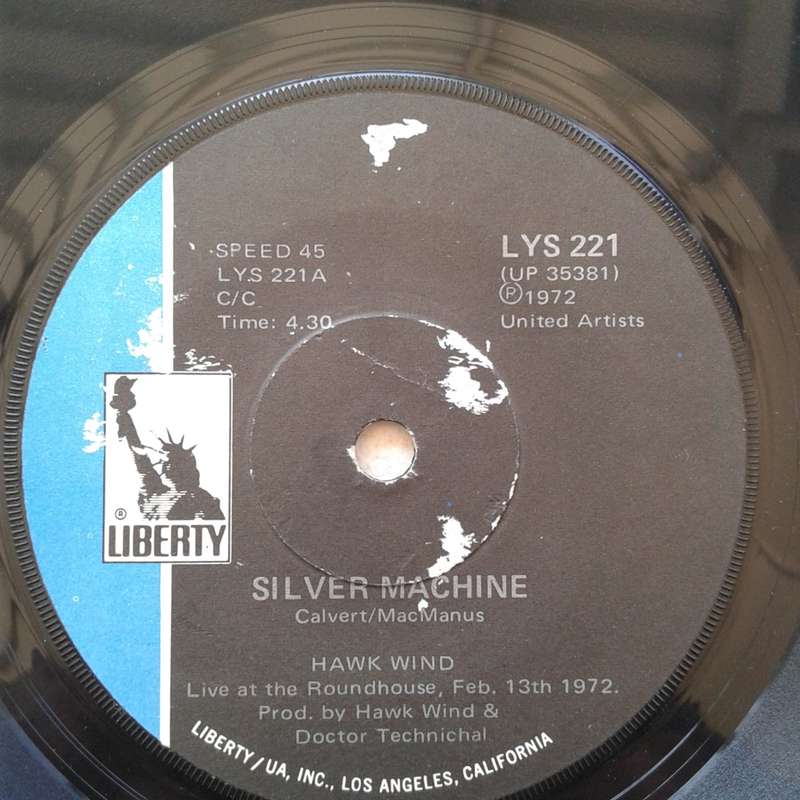 SPEED 45
LYS 221A
C/C
Time: 4.30
LYS 221
(UP 35381)
Ⓟ1972
United Artists
®
LIBERTY
SILVER MACHINE
Calvert/MacManus
HAWK WIND
Live at the Roundhouse, Feb. 13th 1972.
Prod. by Hawk Wind &
Doctor Technichal
LIBERTY/UA, INC., LOS ANGELES, CALIFORNIA